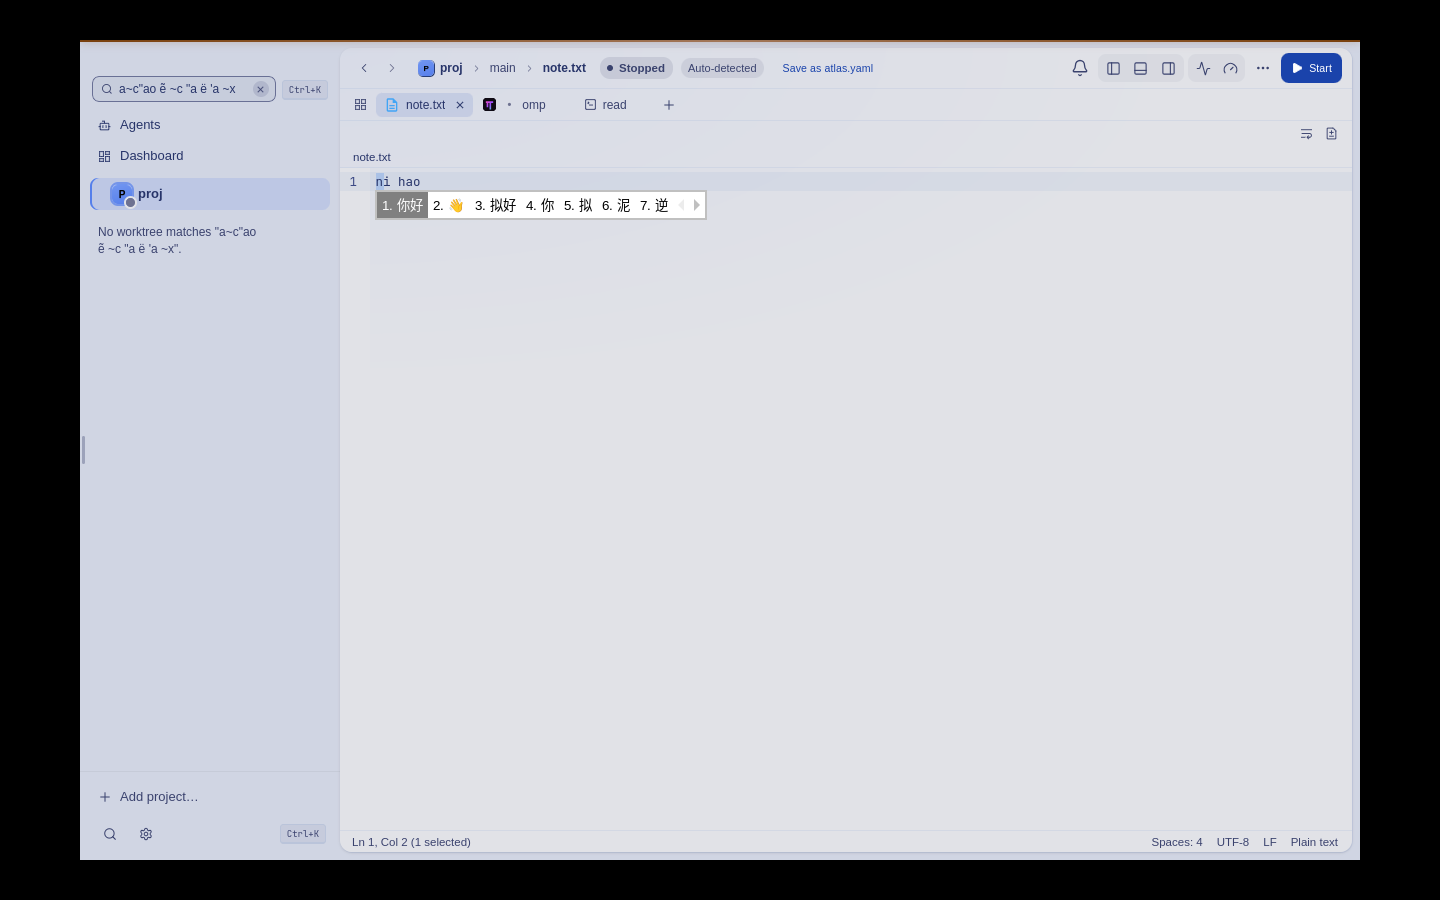 a~c"ao ẽ ~c "a ë 'a ~x
Ctrl+K
Agents
Dashboard
P proj
No worktree matches "a~c"ao
ẽ ~c "a ë 'a ~x".
Add project…
Ctrl+K
P proj main note.txt Stopped Auto-detected Save as atlas.yaml Start
note.txt • omp read
note.txt
1 ni hao
1. 你好 2. 👋 3. 拟好 4. 你 5. 拟 6. 泥 7. 逆
Ln 1, Col 2 (1 selected) Spaces: 4 UTF-8 LF Plain text